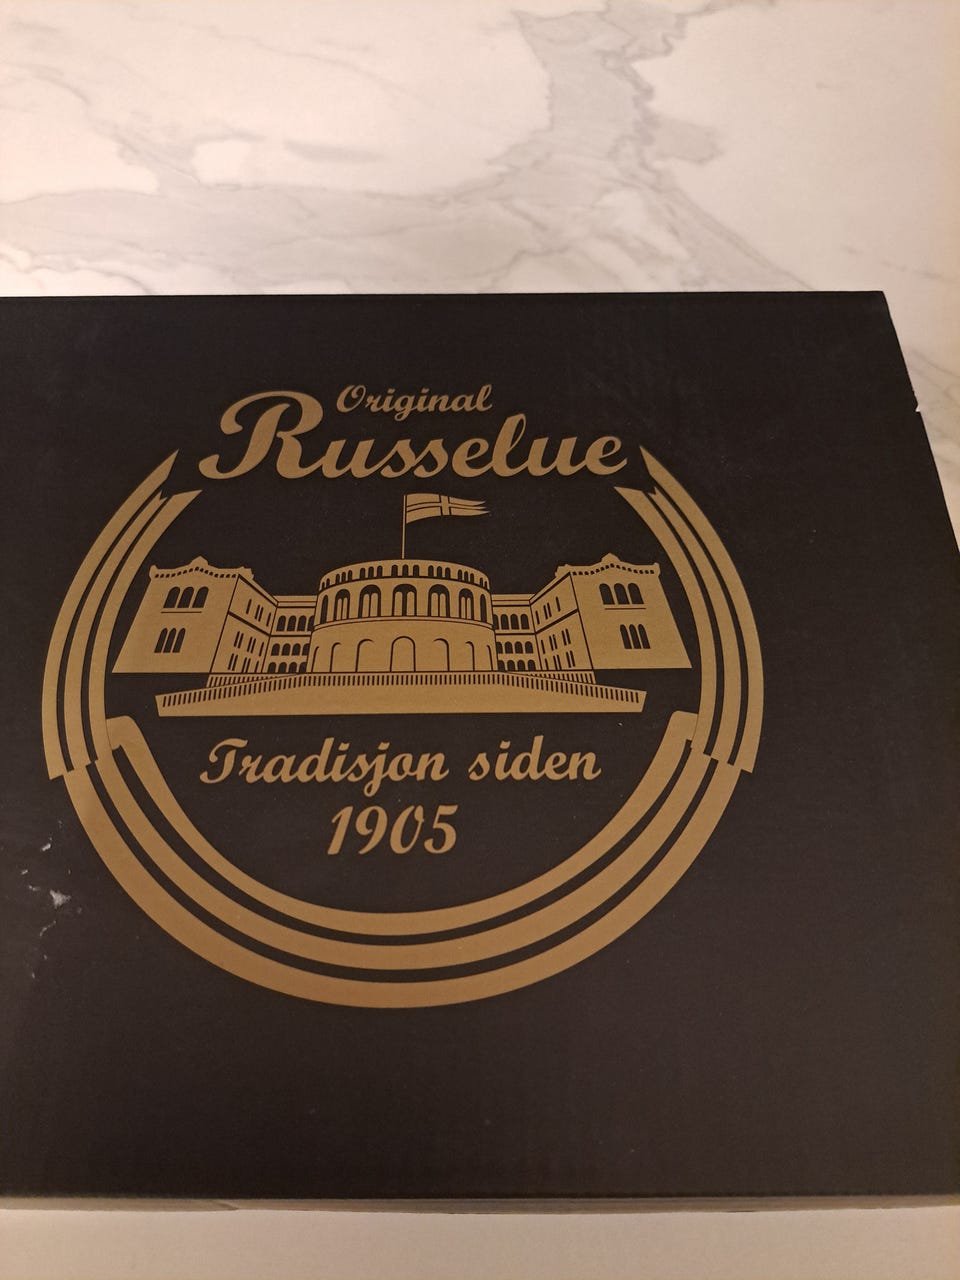 Original
Russelue
Tradisjon siden
1905